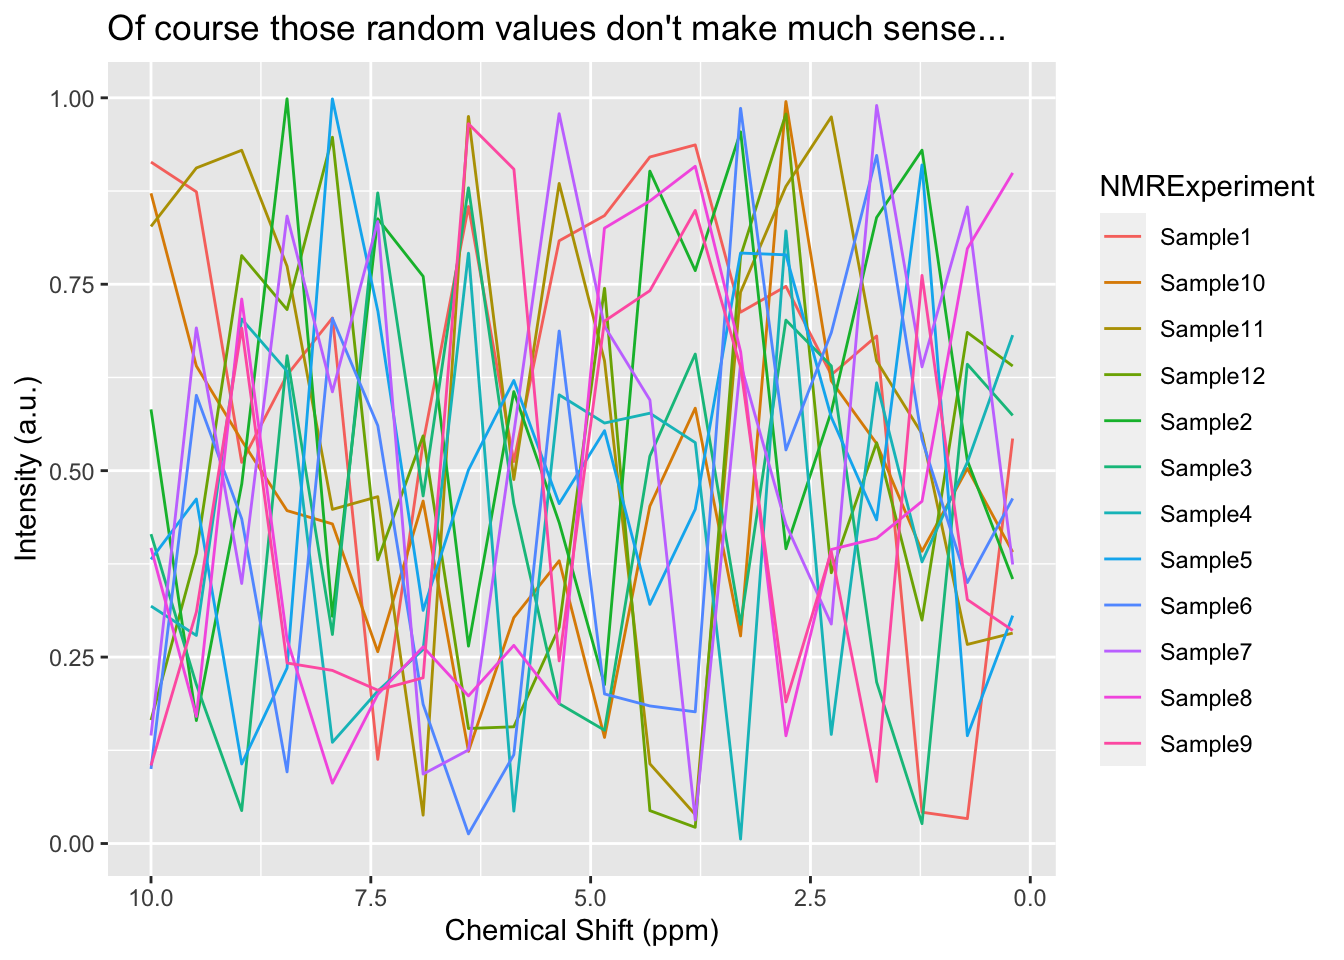 Of course those random values don't make much sense...
1.00
0.75
0.50
0.25
0.00
Intensity (a.u.)
10.0 7.5 5.0 2.5 0.0
Chemical Shift (ppm)
NMRExperiment
Sample1
Sample10
Sample11
Sample12
Sample2
Sample3
Sample4
Sample5
Sample6
Sample7
Sample8
Sample9